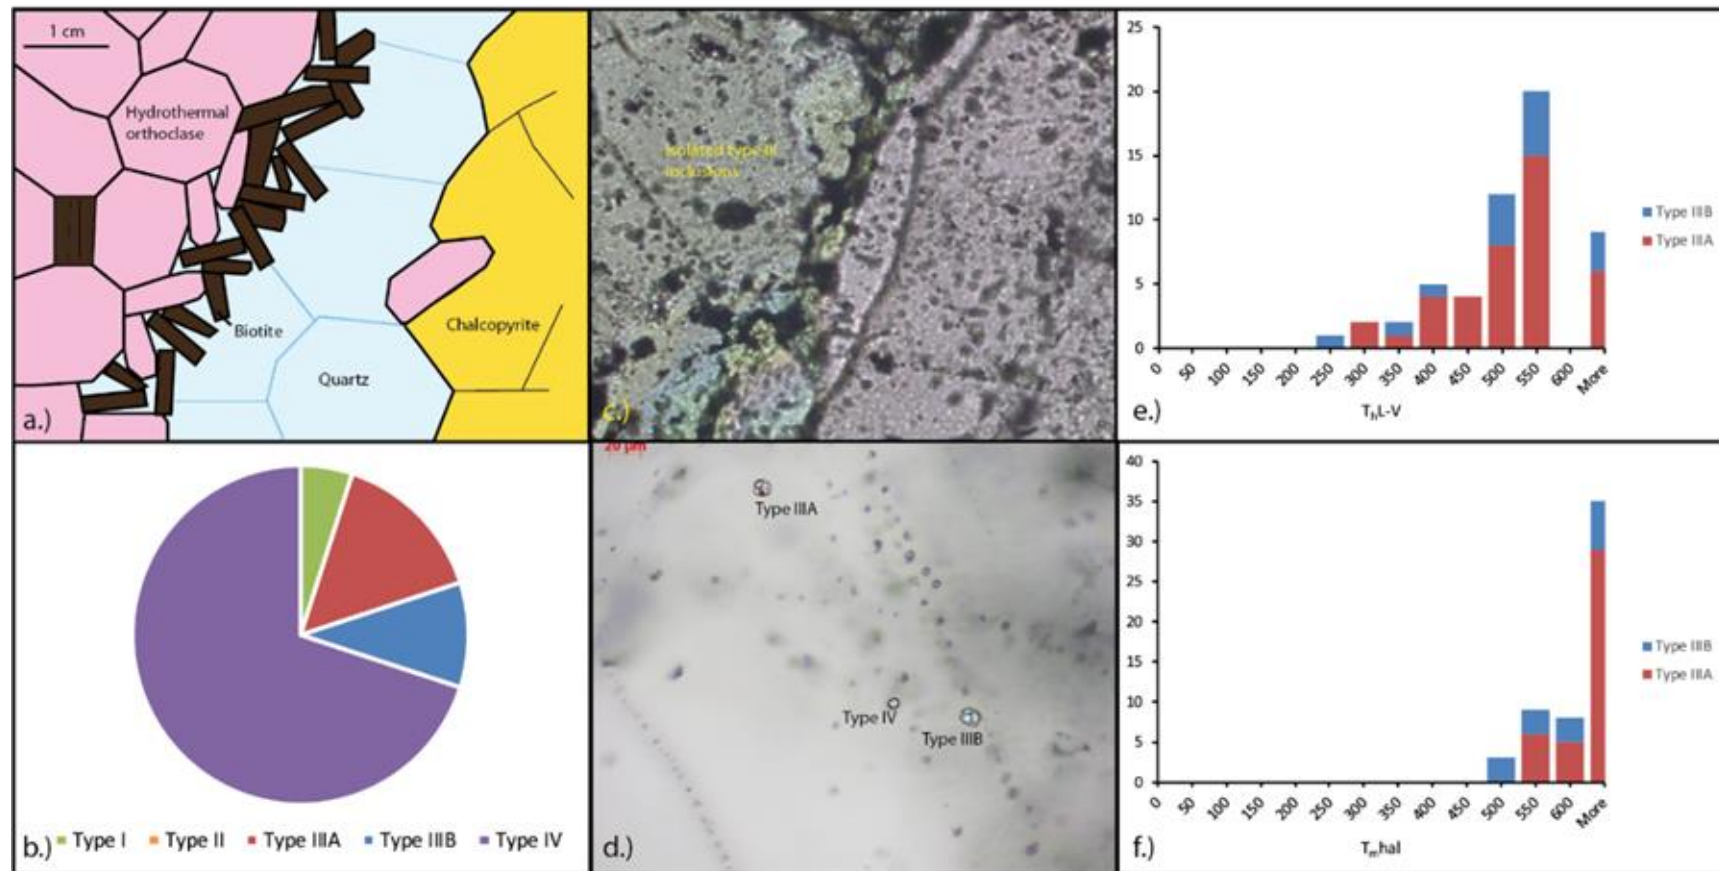 1 cm
Hydrothermal
orthoclase
Biotite
Quartz
Chalcopyrite
a.)
Type I
Type II
Type IIIA
Type IIIB
Type IV
b.)
Isolated type III
inclusions
c.)
20 µm
Type IIIA
Type IV
Type IIIB
d.)
25
20
15
10
5
0
0
50
100
150
200
250
300
350
400
450
500
550
600
More
ThL-V
Type IIIB
Type IIIA
e.)
40
35
30
25
20
15
10
5
0
0
50
100
150
200
250
300
350
400
450
500
550
600
More
Tmhal
Type IIIB
Type IIIA
f.)